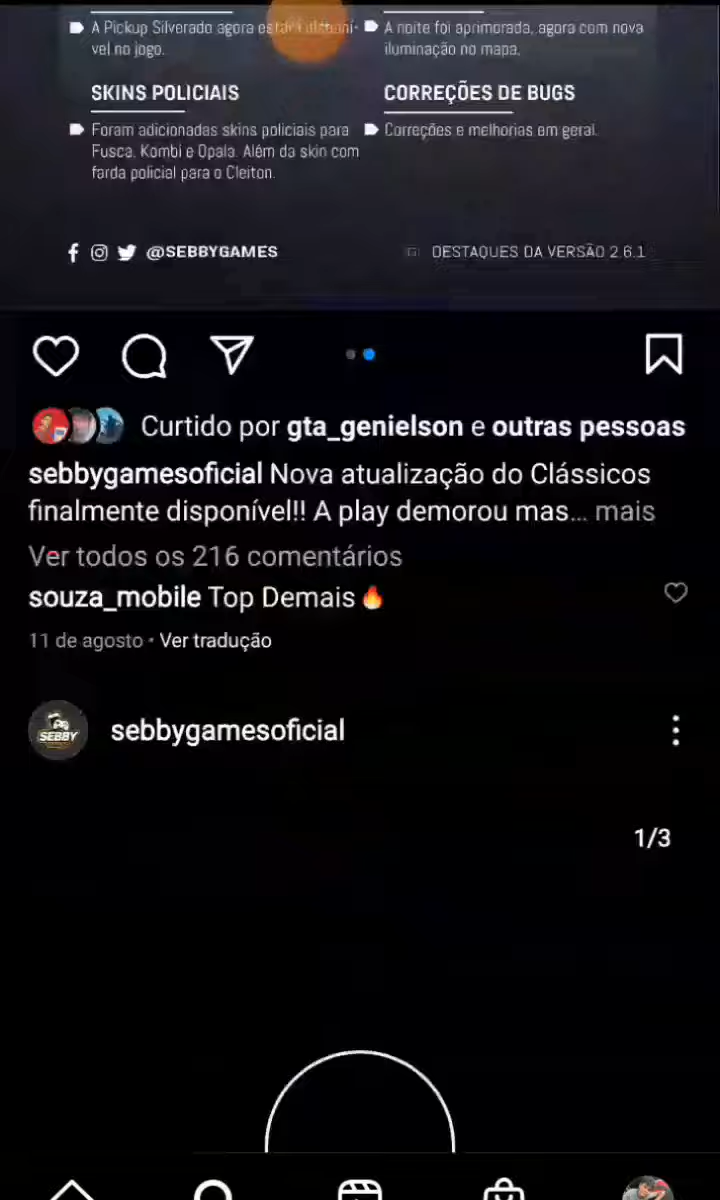 A Pickup Silverado agora estará disponí-
vel no jogo.
A noite foi aprimorada, agora com nova
iluminação no mapa.
SKINS POLICIAIS
Foram adicionadas skins policiais para
Fusca, Kombi e Opala. Além da skin com
farda policial para o Cleiton.
CORREÇÕES DE BUGS
Correções e melhorias em geral.
@SEBBYGAMES
DESTAQUES DA VERSÃO 2.6.1
Curtido por gta_genielson e outras pessoas
sebbygamesoficial Nova atualização do Clássicos
finalmente disponível!! A play demorou mas... mais
Ver todos os 216 comentários
souza_mobile Top Demais 🔥
11 de agosto • Ver tradução
SEBBY
sebbygamesoficial
1/3